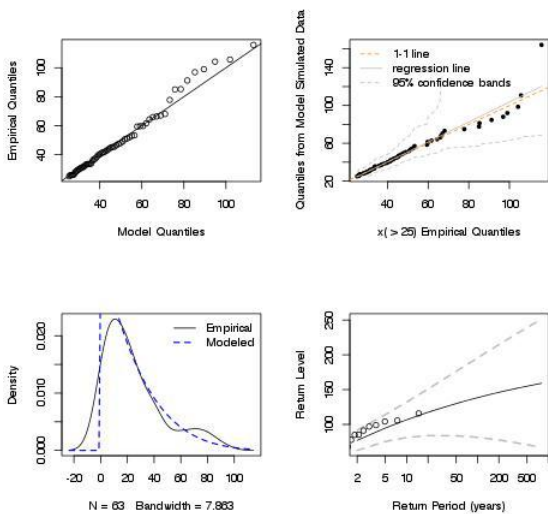 Empirical Quantiles
100
80
60
40
40
60
80
100
Model Quantiles
Quantiles from Model Simulated Data
140
100
60
20
1-1 line
regression line
95% confidence bands
40
60
80
100
x( > 25) Empirical Quantiles
Density
0.020
0.010
0.000
Empirical
Modeled
-20
0
20
40
60
80
100
N = 63 Bandwidth = 7.863
Return Level
250
200
150
100
2
5
10
50
200
500
Return Period (years)